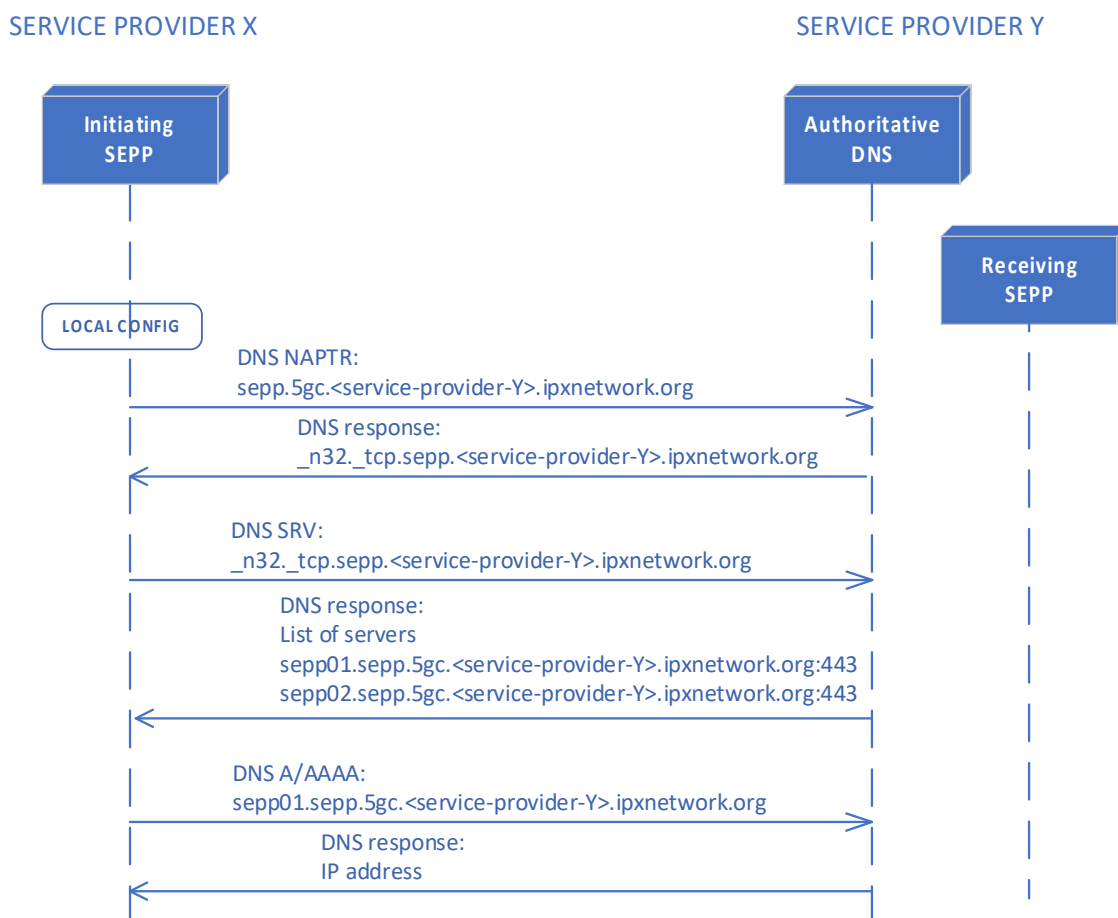 SERVICE PROVIDER X
SERVICE PROVIDER Y
Initiating
SEPP
Authoritative
DNS
Receiving
SEPP
LOCAL CONFIG
DNS NAPTR:
sepp.5gc.<service-provider-Y>.ipxnetwork.org
DNS response:
_n32._tcp.sepp.<service-provider-Y>.ipxnetwork.org
DNS SRV:
_n32._tcp.sepp.<service-provider-Y>.ipxnetwork.org
DNS response:
List of servers
sepp01.sepp.5gc.<service-provider-Y>.ipxnetwork.org:443
sepp02.sepp.5gc.<service-provider-Y>.ipxnetwork.org:443
DNS A/AAAA:
sepp01.sepp.5gc.<service-provider-Y>.ipxnetwork.org
DNS response:
IP address